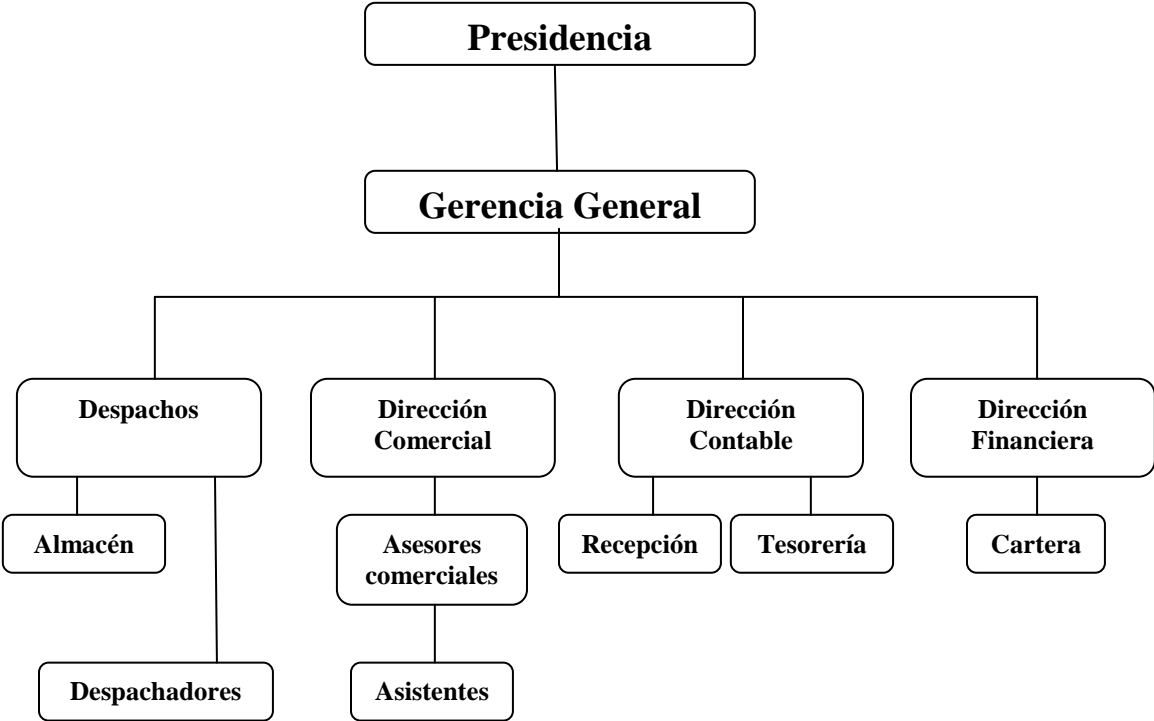 Presidencia
Gerencia General
Despachos
Dirección
Comercial
Dirección
Contable
Dirección
Financiera
Almacén
Asesores
comerciales
Recepción
Tesorería
Cartera
Despachadores
Asistentes